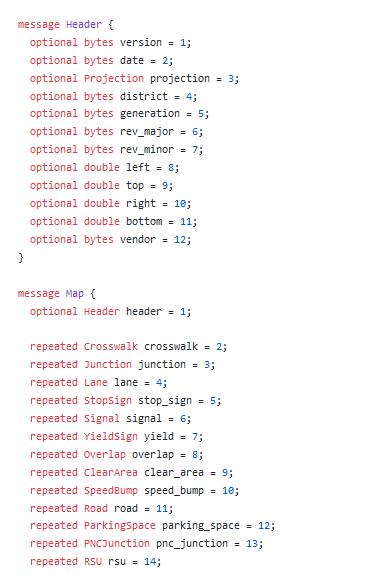 message Header {
optional bytes version = 1;
optional bytes date = 2;
optional Projection projection = 3;
optional bytes district = 4;
optional bytes generation = 5;
optional bytes rev_major = 6;
optional bytes rev_minor = 7;
optional double left = 8;
optional double top = 9;
optional double right = 10;
optional double bottom = 11;
optional bytes vendor = 12;
}
message Map {
optional Header header = 1;
repeated Crosswalk crosswalk = 2;
repeated Junction junction = 3;
repeated Lane lane = 4;
repeated StopSign stop_sign = 5;
repeated Signal signal = 6;
repeated YieldSign yield = 7;
repeated Overlap overlap = 8;
repeated ClearArea clear_area = 9;
repeated SpeedBump speed_bump = 10;
repeated Road road = 11;
repeated ParkingSpace parking_space = 12;
repeated PNCJunction pnc_junction = 13;
repeated RSU rsu = 14;